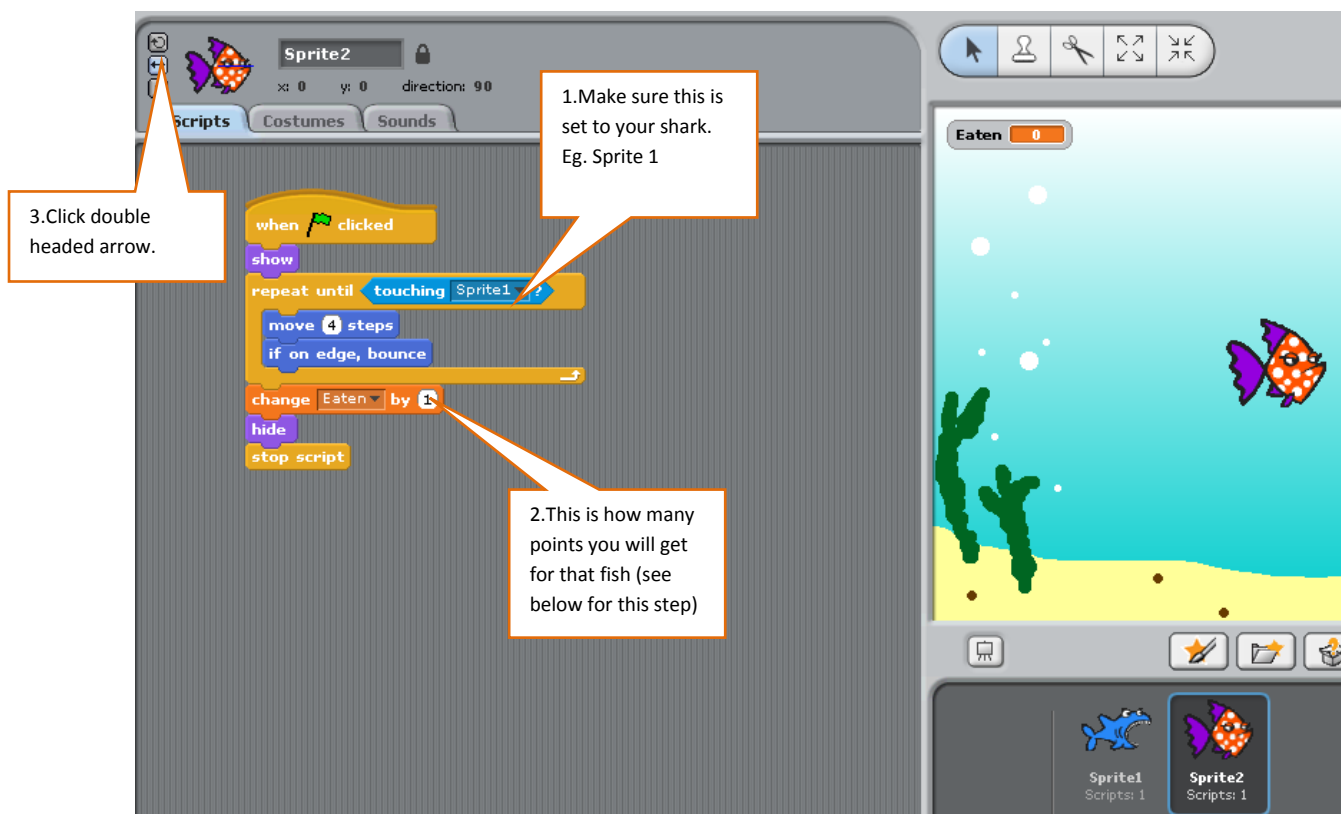 Sprite2
x: 0 y: 0 direction: 90
Scripts Costumes Sounds
1.Make sure this is
set to your shark.
Eg. Sprite 1
3.Click double
headed arrow.
when clicked
show
repeat until touching Sprite1 ?
move 4 steps
if on edge, bounce
change Eaten by 1
hide
stop script
2.This is how many
points you will get
for that fish (see
below for this step)
Eaten 0
Sprite1
Scripts: 1
Sprite2
Scripts: 1